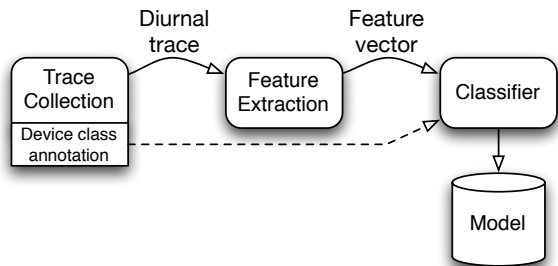 Diurnal
trace
Feature
vector
Trace
Collection
Feature
Extraction
Classifier
Device class
annotation
Model